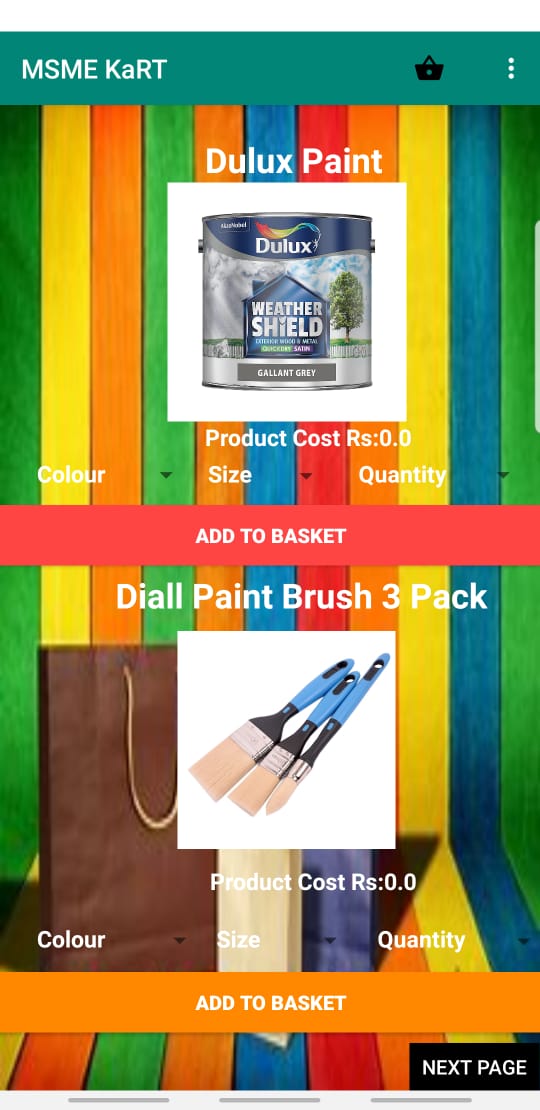 MSME KaRT
Dulux Paint
AkzoNobel
Dulux
WEATHER
SHIELD
EXTERIOR WOOD & METAL
QUICK DRY SATIN
GALLANT GREY
Product Cost Rs:0.0
Colour Size Quantity
ADD TO BASKET
Diall Paint Brush 3 Pack
Product Cost Rs:0.0
Colour Size Quantity
ADD TO BASKET
NEXT PAGE